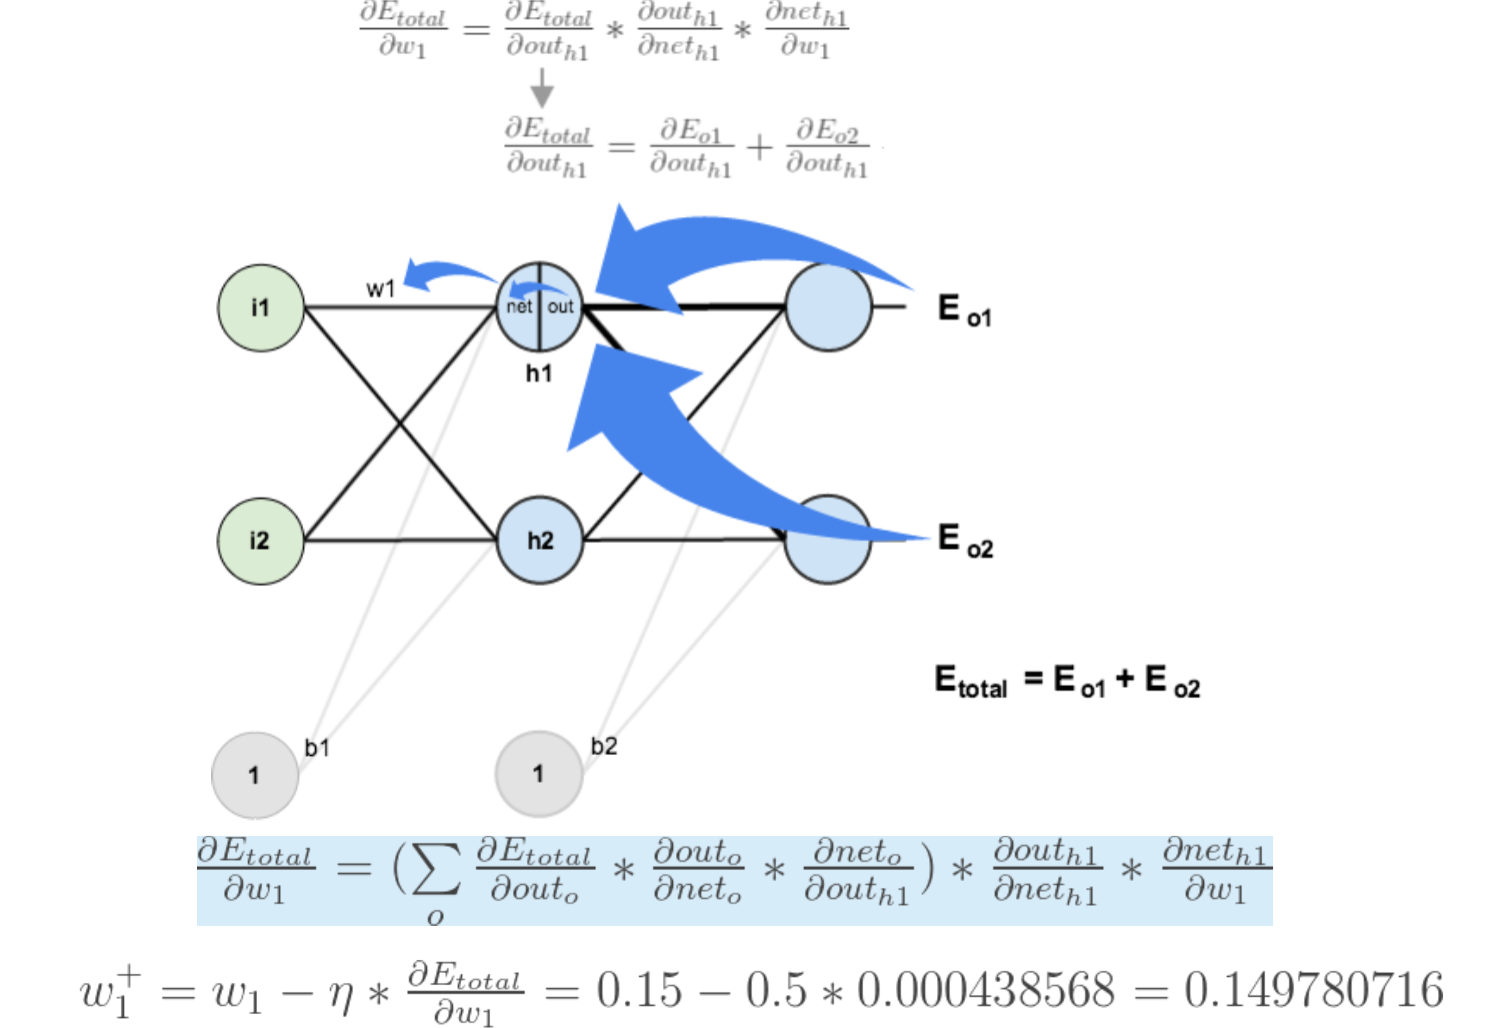 ∂E_total/∂w_1 = ∂E_total/∂out_h1 * ∂out_h1/∂net_h1 * ∂net_h1/∂w_1
∂E_total/∂out_h1 = ∂E_o1/∂out_h1 + ∂E_o2/∂out_h1
i1 w1 net out E o1
h1
i2 h2 E o2
E total = E o1 + E o2
1 b1 1 b2
∂E_total/∂w_1 = (∑_o ∂E_total/∂out_o * ∂out_o/∂net_o * ∂net_o/∂out_h1) * ∂out_h1/∂net_h1 * ∂net_h1/∂w_1
w_1^+ = w_1 − η * ∂E_total/∂w_1 = 0.15 − 0.5 * 0.000438568 = 0.149780716